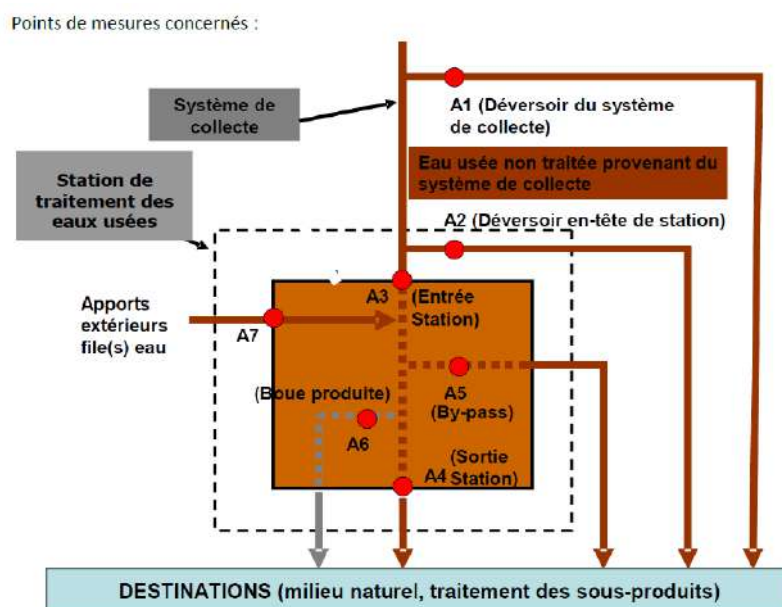 Points de mesures concernés :
Système de
collecte
A1 (Déversoir du système
de collecte)
Station de
traitement des
eaux usées
Eau usée non traitée provenant du
système de collecte
A2 (Déversoir en-tête de station)
Apports
extérieurs
file(s) eau
A7
A3
(Entrée
Station)
(Boue produite)
A6
A5
(By-pass)
(Sortie
Station)
A4
DESTINATIONS (milieu naturel, traitement des sous-produits)